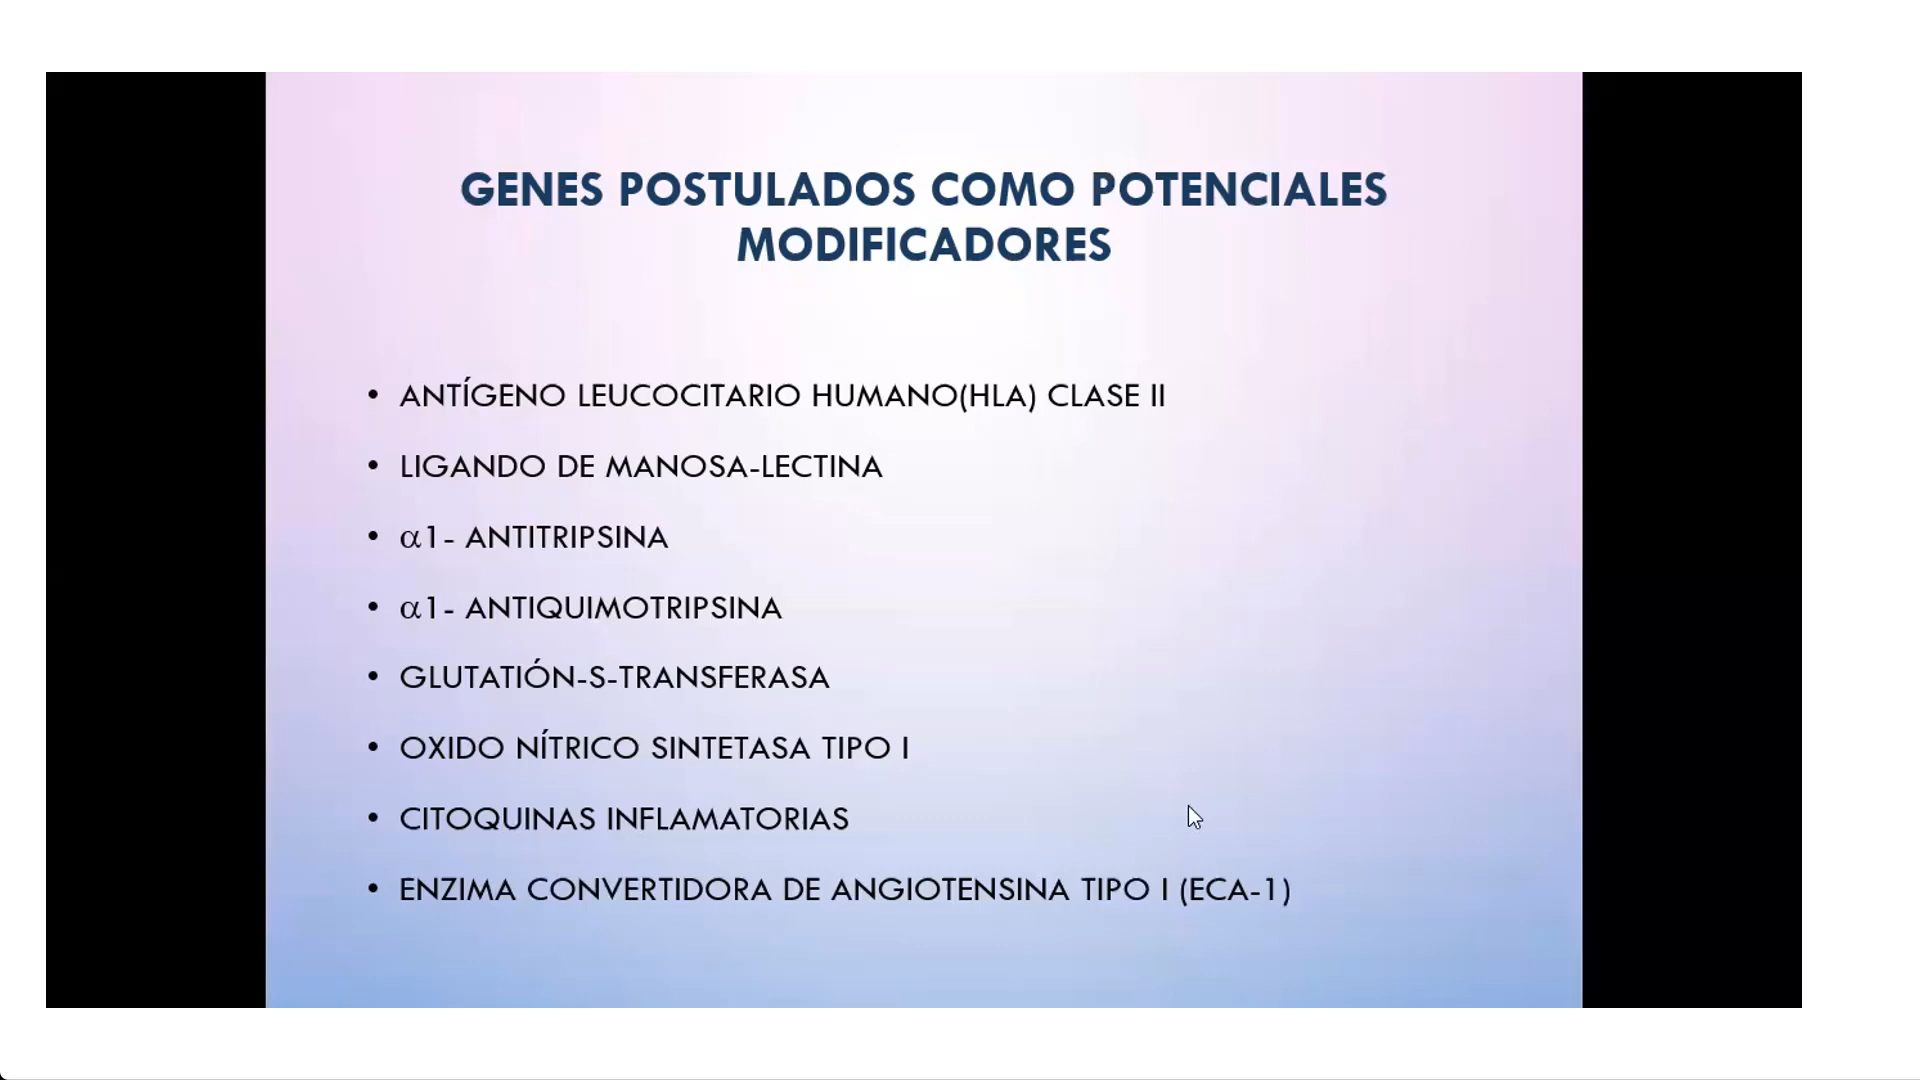 GENES POSTULADOS COMO POTENCIALES
MODIFICADORES
• ANTÍGENO LEUCOCITARIO HUMANO(HLA) CLASE II
• LIGANDO DE MANOSA-LECTINA
• α1- ANTITRIPSINA
• α1- ANTIQUIMOTRIPSINA
• GLUTATIÓN-S-TRANSFERASA
• OXIDO NÍTRICO SINTETASA TIPO I
• CITOQUINAS INFLAMATORIAS
• ENZIMA CONVERTIDORA DE ANGIOTENSINA TIPO I (ECA-1)